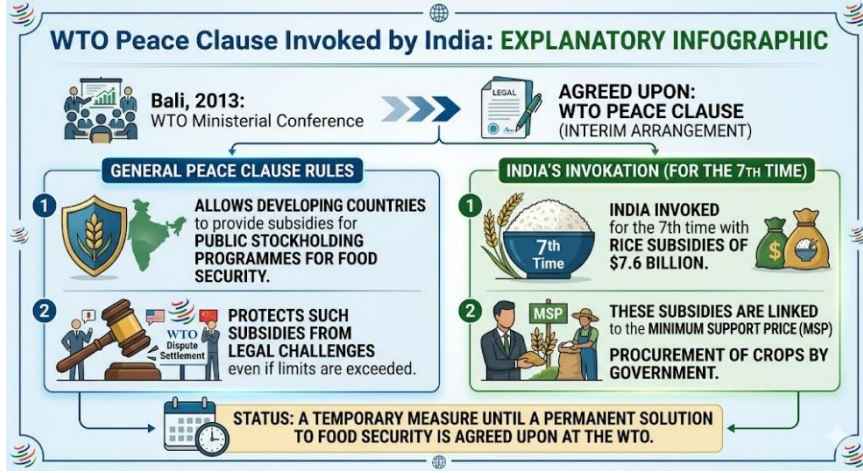 WTO Peace Clause Invoked by India: EXPLANATORY INFOGRAPHIC
Bali, 2013:
WTO Ministerial Conference
LEGAL
AGREED UPON:
WTO PEACE CLAUSE
(INTERIM ARRANGEMENT)
GENERAL PEACE CLAUSE RULES
1
ALLOWS DEVELOPING COUNTRIES
to provide subsidies for
PUBLIC STOCKHOLDING
PROGRAMMES FOR FOOD
SECURITY.
2
WTO
Dispute
Settlement
PROTECTS SUCH
SUBSIDIES FROM
LEGAL CHALLENGES
even if limits are exceeded.
INDIA'S INVOKATION (FOR THE 7TH TIME)
1
7th
Time
INDIA INVOKED
for the 7th time with
RICE SUBSIDIES OF
$7.6 BILLION.
$
2
MSP
THESE SUBSIDIES ARE LINKED
to the MINIMUM SUPPORT PRICE (MSP)
PROCUREMENT OF CROPS BY
GOVERNMENT.
STATUS: A TEMPORARY MEASURE UNTIL A PERMANENT SOLUTION
TO FOOD SECURITY IS AGREED UPON AT THE WTO.